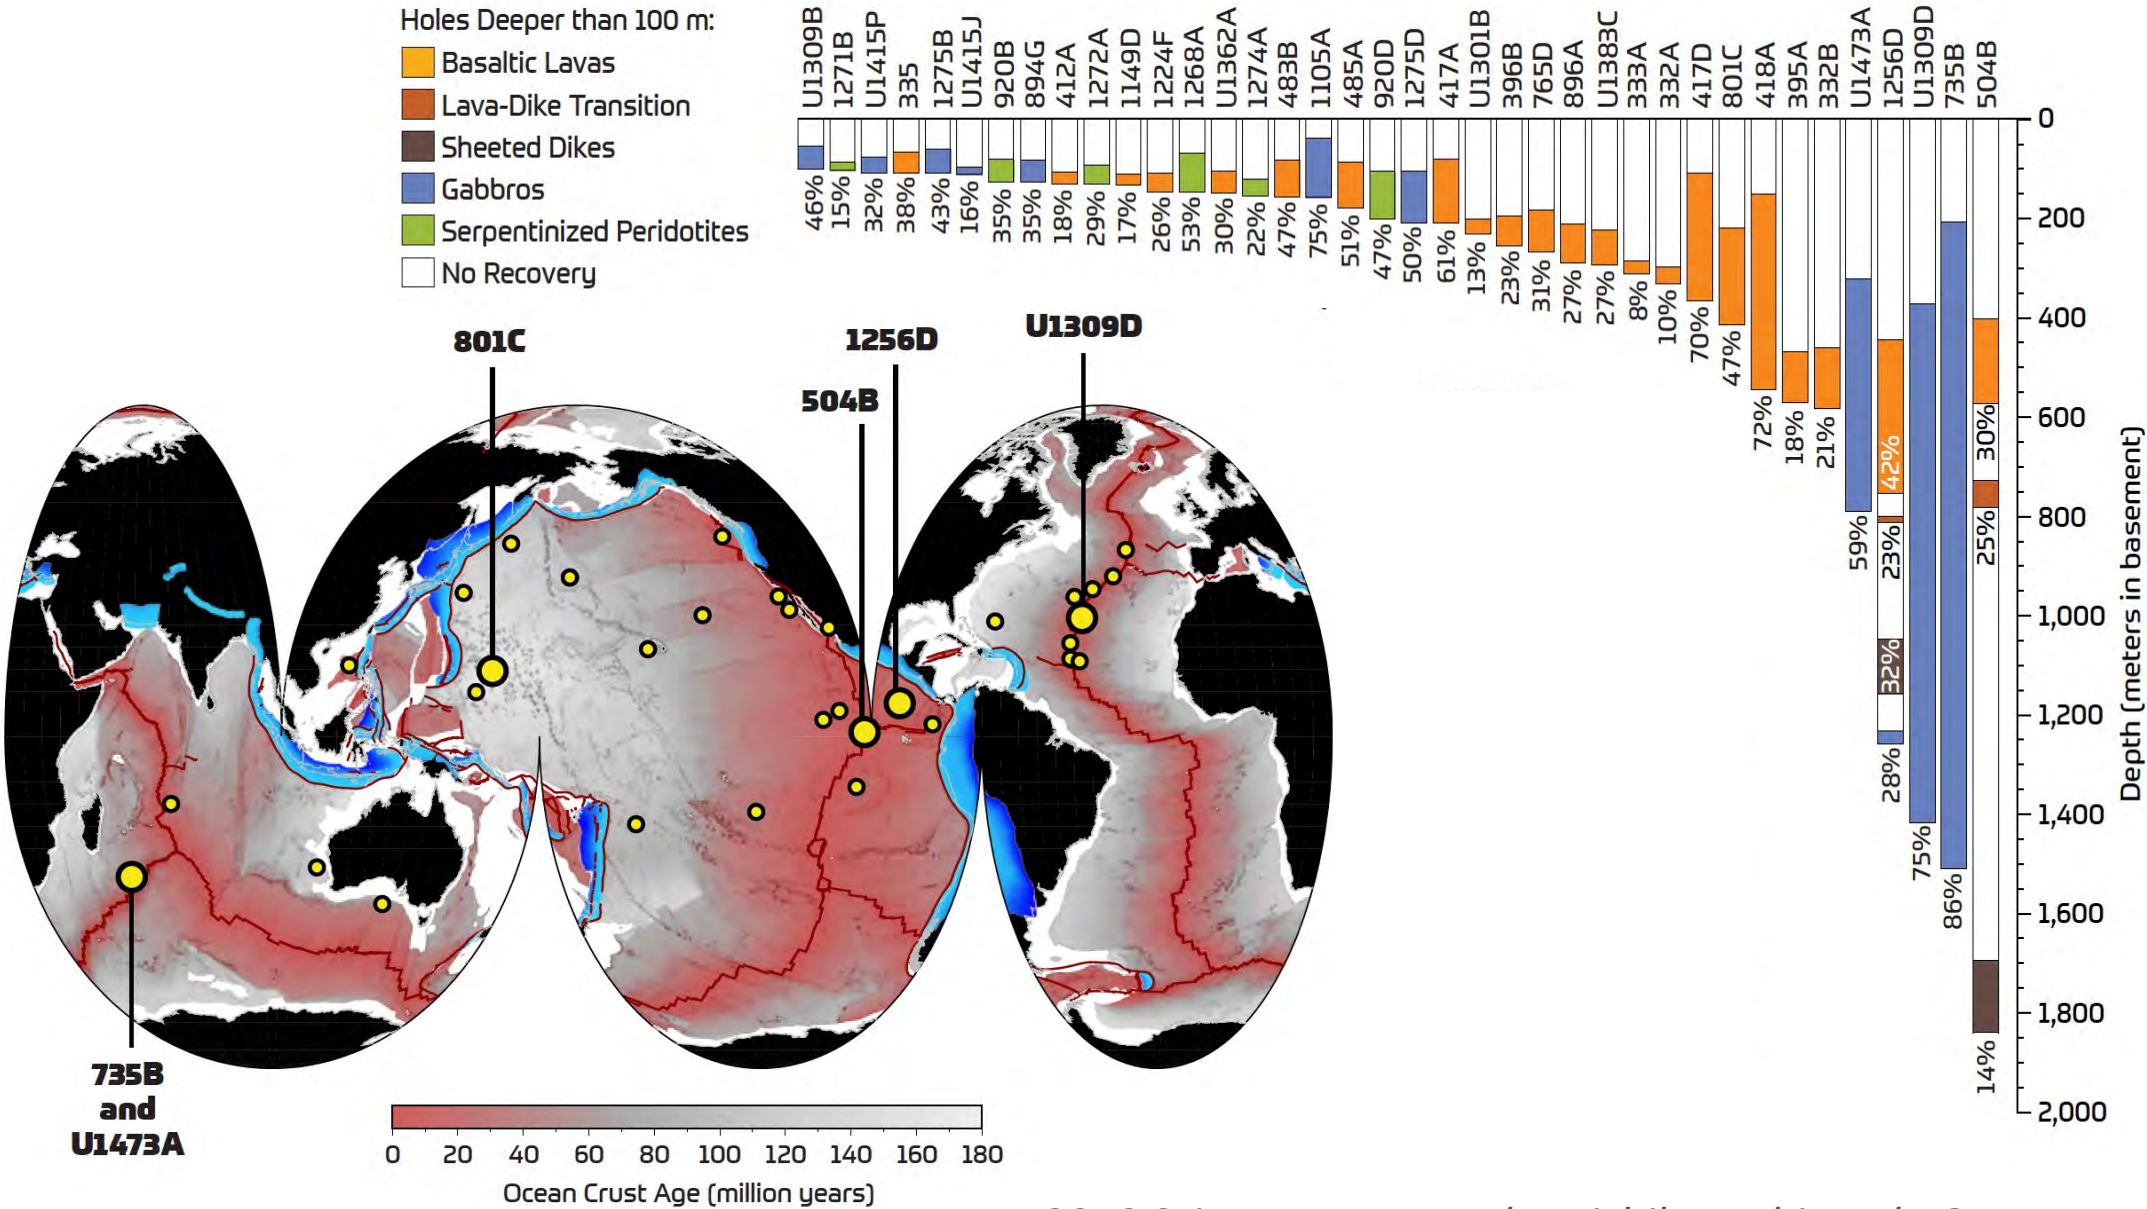 Holes Deeper than 100 m:
Basaltic Lavas
Lava-Dike Transition
Sheeted Dikes
Gabbros
Serpentinized Peridotites
No Recovery
U1309B
1271B
U1415P
335
1275B
U1415J
920B
894G
412A
1272A
1149D
1224F
1268A
U1362A
1274A
483B
1105A
485A
920D
1275D
417A
U1301B
396B
765D
896A
U1383C
333A
332A
417D
801C
418A
395A
332B
U1473A
1256D
U1309D
735B
504B
46%
15%
32%
38%
43%
16%
35%
35%
18%
29%
17%
26%
53%
30%
22%
47%
75%
51%
47%
50%
61%
13%
23%
31%
27%
27%
8%
10%
70%
47%
72%
18%
21%
59%
42%
23%
32%
28%
75%
86%
30%
25%
14%
0
200
400
600
800
1,000
1,200
1,400
1,600
1,800
2,000
Depth (meters in basement)
801C
1256D
U1309D
504B
735B
and
U1473A
0 20 40 60 80 100 120 140 160 180
Ocean Crust Age (million years)